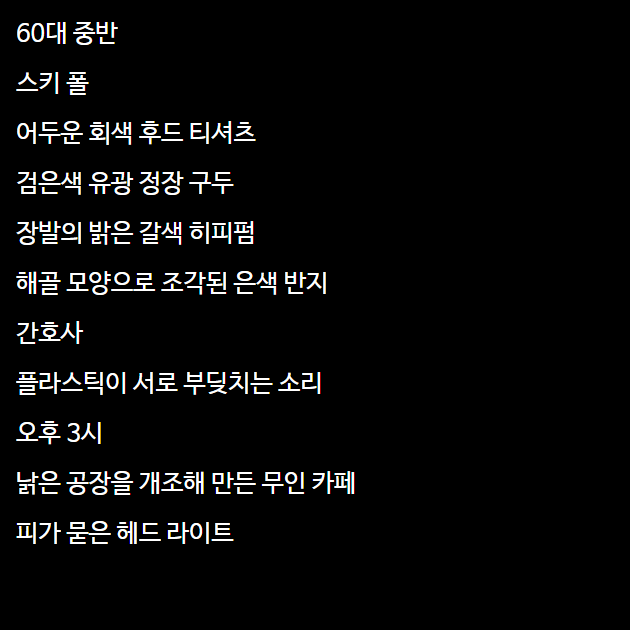 60대 중반
스키 폴
어두운 회색 후드 티셔츠
검은색 유광 정장 구두
장발의 밝은 갈색 히피펌
해골 모양으로 조각된 은색 반지
간호사
플라스틱이 서로 부딪치는 소리
오후 3시
낡은 공장을 개조해 만든 무인 카페
피가 묻은 헤드 라이트